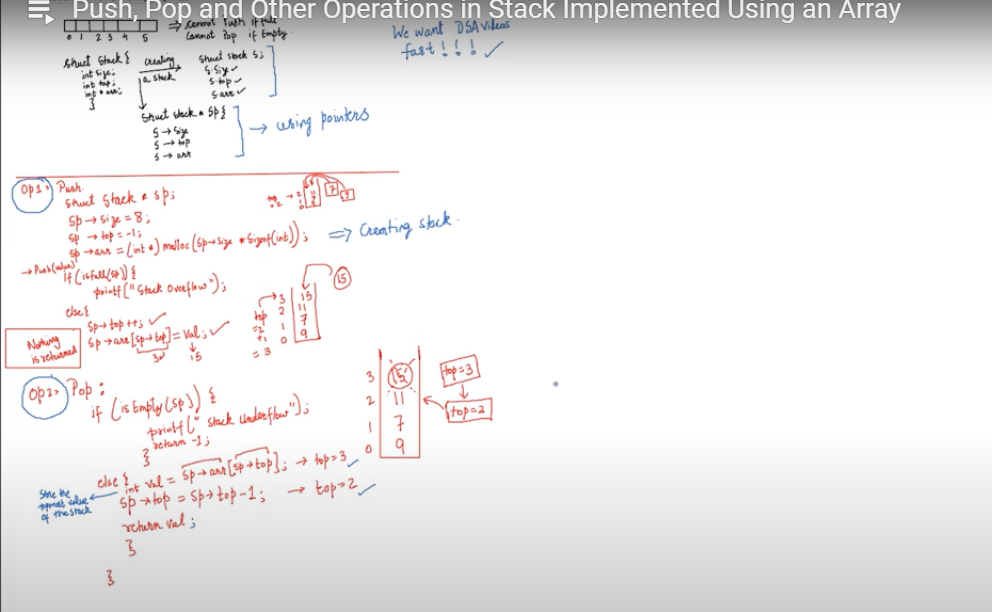 Push, Pop and Other Operations in Stack Implemented Using an Array
→ Cannot Push if Full
Cannot Pop if Empty
0 1 2 3 4 5
We want DSA videos
fast ! ! ! ✓
struct stack {
int size;
int top;
int * arr;
}
creating
a stack
struct stack s;
s.size ✓
s.top ✓
s.arr ✓
struct stack * sp {
s → size
s → top
s → arr
→ using pointers
Op1: Push
struct stack * sp;
sp → size = 8;
sp → top = -1;
sp → arr = (int *) malloc (sp→size * sizeof(int));
⇒ Creating stack.
→ Push(value)
if (isfull(sp)) {
printf("Stack Overflow");
else {
sp → top ++; ✓
sp → arr[sp→top] = val; ✓
3 15
Nothing
is returned
15
top
=2
+1
= 3
3 15
2 11
1 7
0 9
Op2: Pop :
if (isEmpty(sp)) {
printf("Stack Underflow");
return -1;
}
else {
int val = sp→arr[sp→top]; → top=3 ✓
sp→top = sp→top-1; → top=2 ✓
return val;
}
}
Store the
topmost value
of the stack
3 15
2 11
1 7
0 9
top=3
top=2